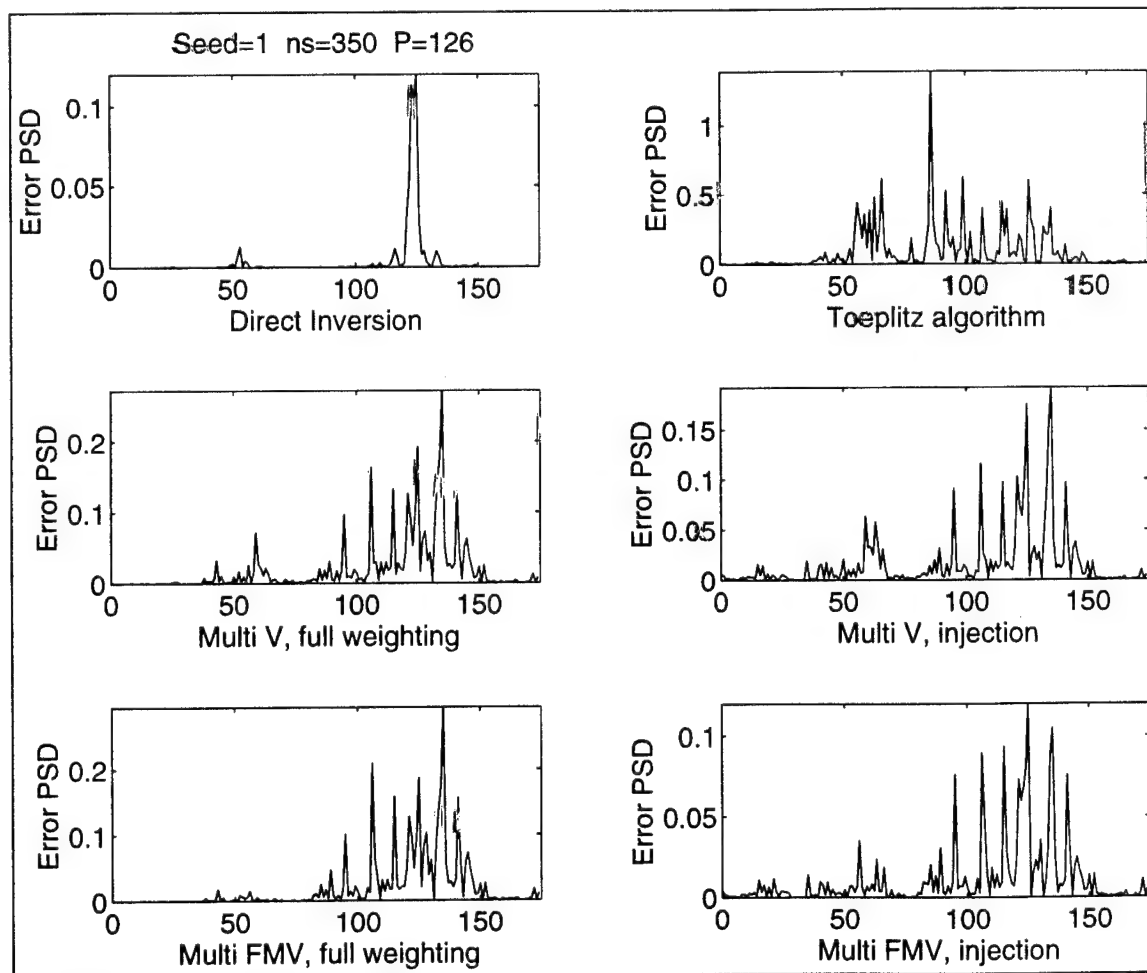 Seed=1 ns=350 P=126
Error PSD
0.1
0.05
0
0 50 100 150
Direct Inversion
Error PSD
1
0.5
0
0 50 100 150
Toeplitz algorithm
Error PSD
0.2
0.1
0
0 50 100 150
Multi V, full weighting
Error PSD
0.15
0.1
0.05
0
0 50 100 150
Multi V, injection
Error PSD
0.2
0.1
0
0 50 100 150
Multi FMV, full weighting
Error PSD
0.1
0.05
0
0 50 100 150
Multi FMV, injection